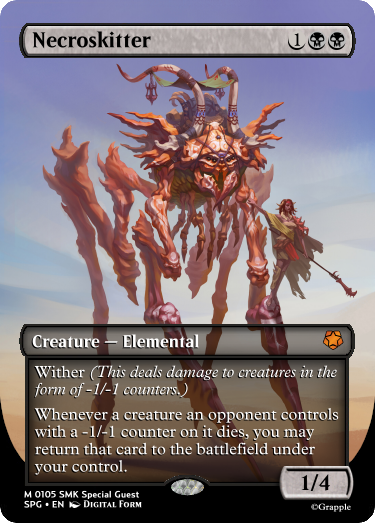 Necroskitter 1
Creature — Elemental
Wither (This deals damage to creatures in the
form of -1/-1 counters.)
Whenever a creature an opponent controls
with a -1/-1 counter on it dies, you may
return that card to the battlefield under
your control.
1/4
M 0105 SMK Special Guest
SPG • EN Digital Form
©Grapple